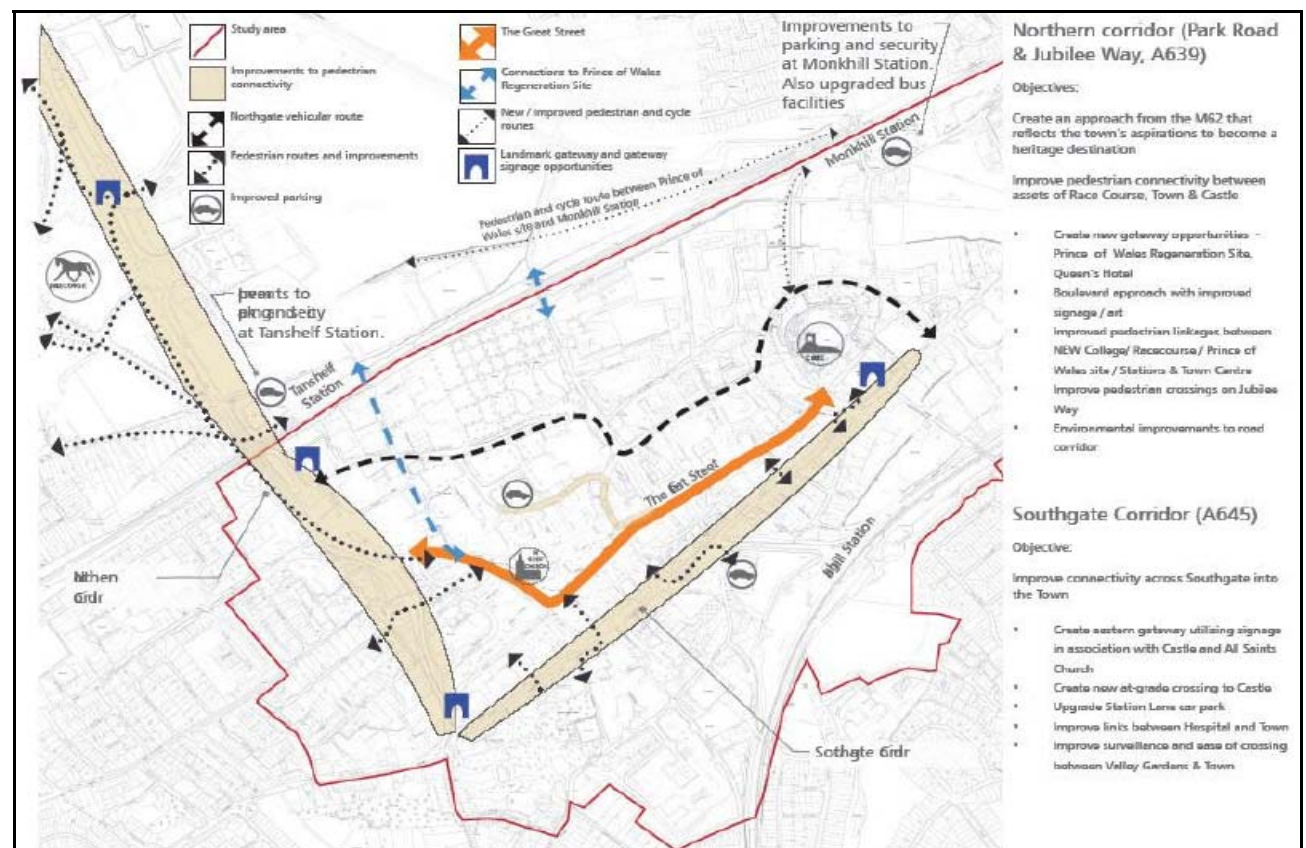 Study area
Improvements to pedestrian
connectivity
Northgate vehicular route
Pedestrian routes and improvements
Improved parking
The Great Street
Connections to Prince of Wales
Regeneration Site
New / improved pedestrian and cycle
routes
Landmark gateway and gateway
signage opportunities
Improvements to
parking and security
at Monkhill Station.
Also upgraded bus
facilities
Monkhill Station
Pedestrian and cycle route between Prince of
Wales site and Monkhill Station
at Tanshelf Station.
Tanshelf
Station
The Station
Station
Northern corridor (Park Road
& Jubilee Way, A639)
Objectives:
Create an approach from the M62 that
reflects the town's aspirations to become a
heritage destination
Improve pedestrian connectivity between
assets of Race Course, Town & Castle
• Create new gateway opportunities –
Prince of Wales Regeneration Site,
Queen's Hotel
• Boulevard approach with improved
signage / art
• Improved pedestrian linkages between
NEW College/ Racecourse / Prince of
Wales site / Stations & Town Centre
• Improve pedestrian crossings on Jubilee
Way
• Environmental improvements to road
corridor
Southgate Corridor (A645)
Objective:
Improve connectivity across Southgate into
the Town
• Create eastern gateway utilising signage
in association with Castle and All Saints
Church
• Create new at-grade crossing to Castle
• Upgrade Station Lane car park
• Improve links between Hospital and Town
• Improve surveillance and ease of crossing
between Valley Gardens & Town